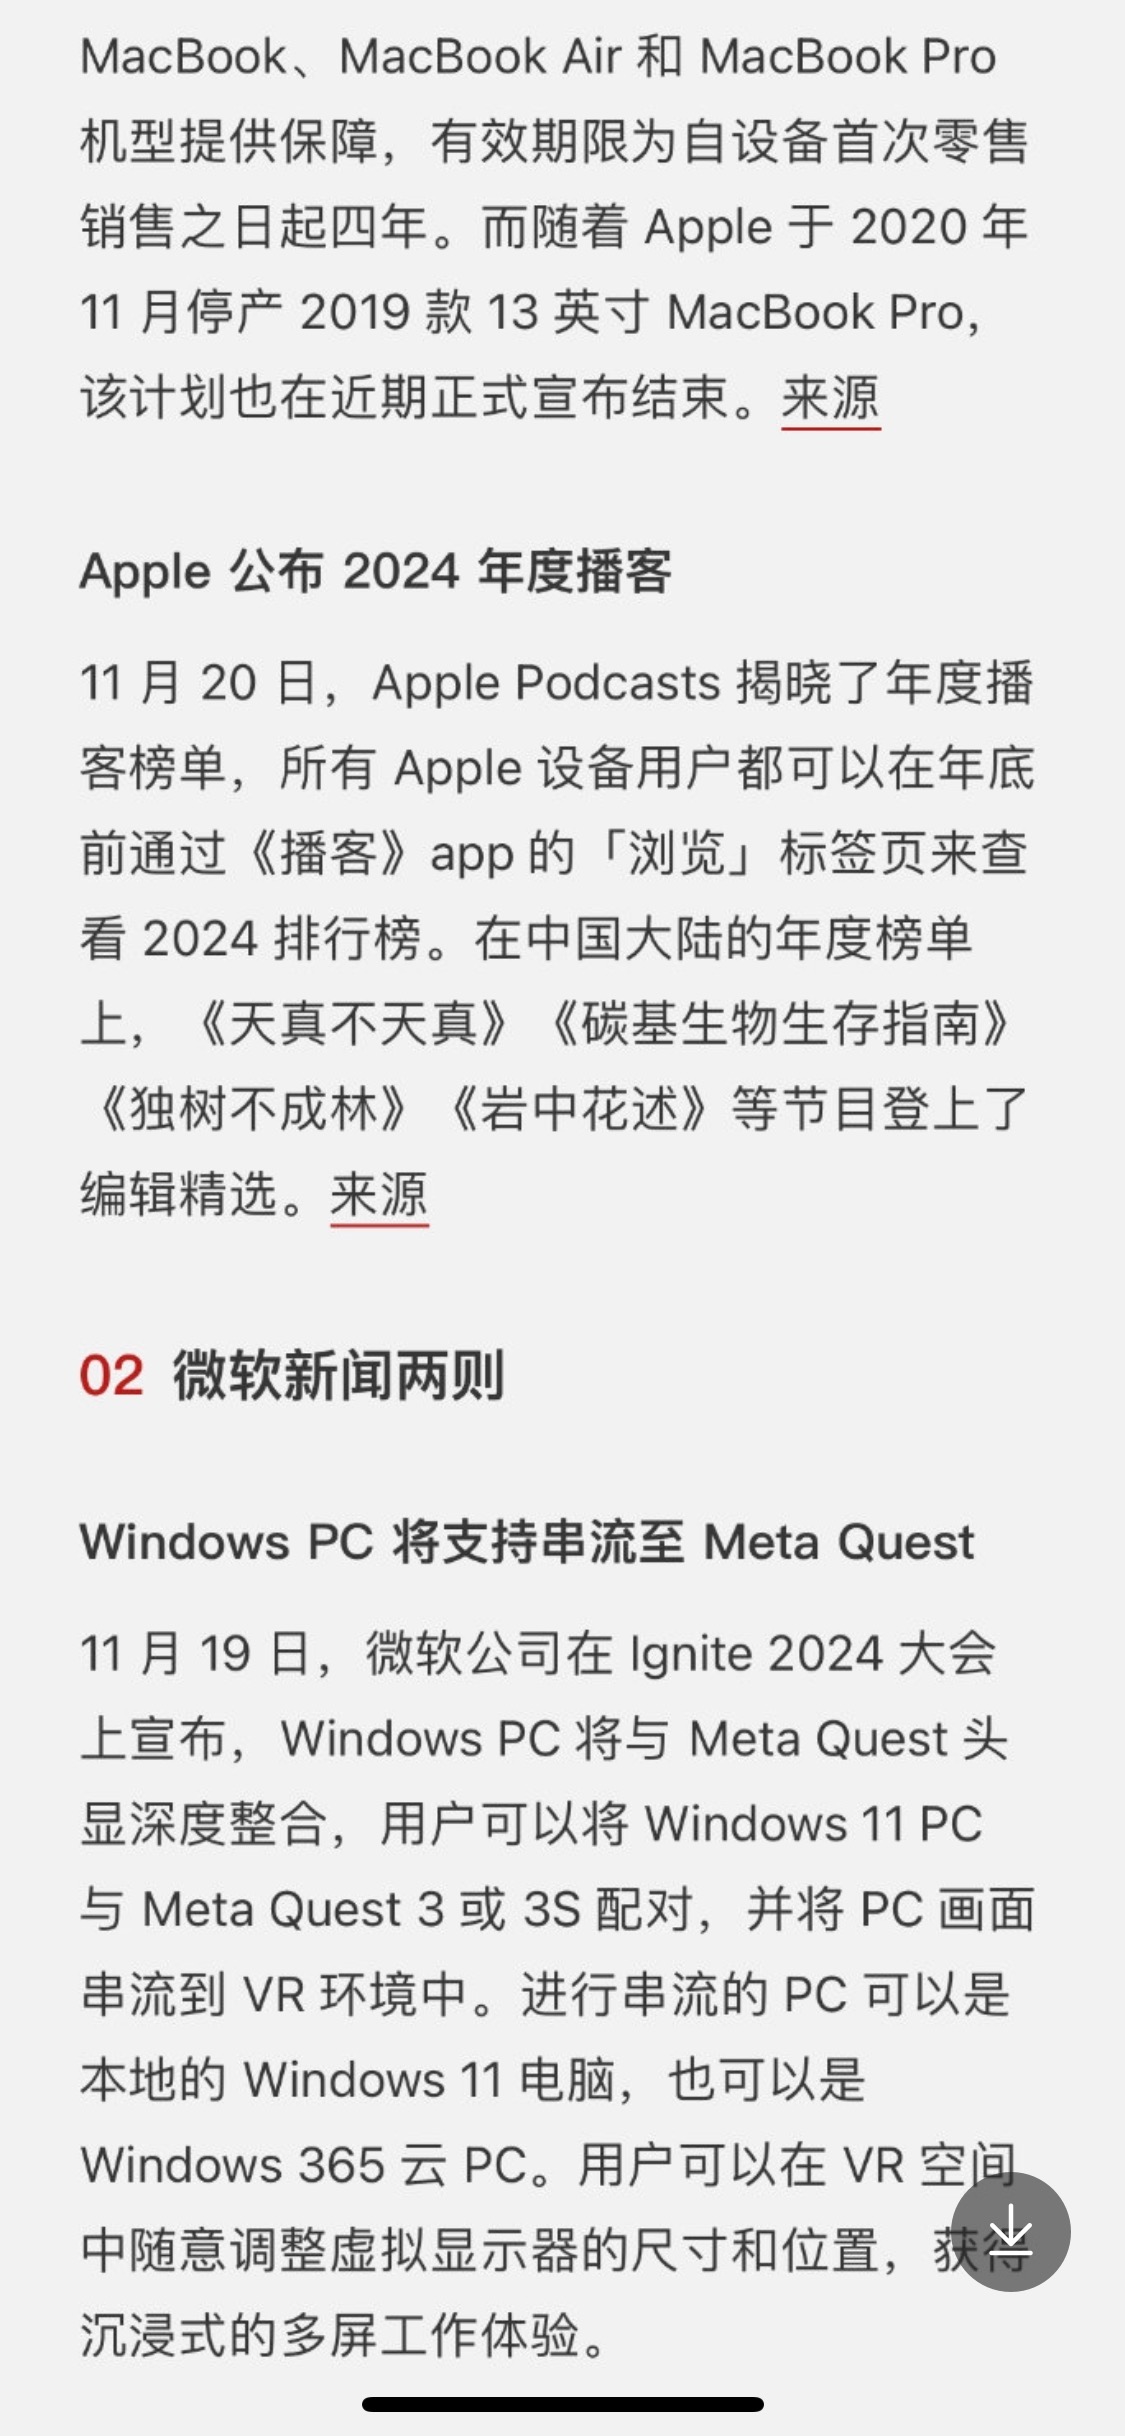 MacBook、MacBook Air 和 MacBook Pro
机型提供保障，有效期限为自设备首次零售
销售之日起四年。而随着 Apple 于 2020 年
11 月停产 2019 款 13 英寸 MacBook Pro，
该计划也在近期正式宣布结束。来源
Apple 公布 2024 年度播客
11 月 20 日，Apple Podcasts 揭晓了年度播
客榜单，所有 Apple 设备用户都可以在年底
前通过《播客》app 的「浏览」标签页来查
看 2024 排行榜。在中国大陆的年度榜单
上，《天真不天真》《碳基生物生存指南》
《独树不成林》《岩中花述》等节目登上了
编辑精选。来源
02 微软新闻两则
Windows PC 将支持串流至 Meta Quest
11 月 19 日，微软公司在 Ignite 2024 大会
上宣布，Windows PC 将与 Meta Quest 头
显深度整合，用户可以将 Windows 11 PC
与 Meta Quest 3 或 3S 配对，并将 PC 画面
串流到 VR 环境中。进行串流的 PC 可以是
本地的 Windows 11 电脑，也可以是
Windows 365 云 PC。用户可以在 VR 空间
中随意调整虚拟显示器的尺寸和位置，获得
沉浸式的多屏工作体验。